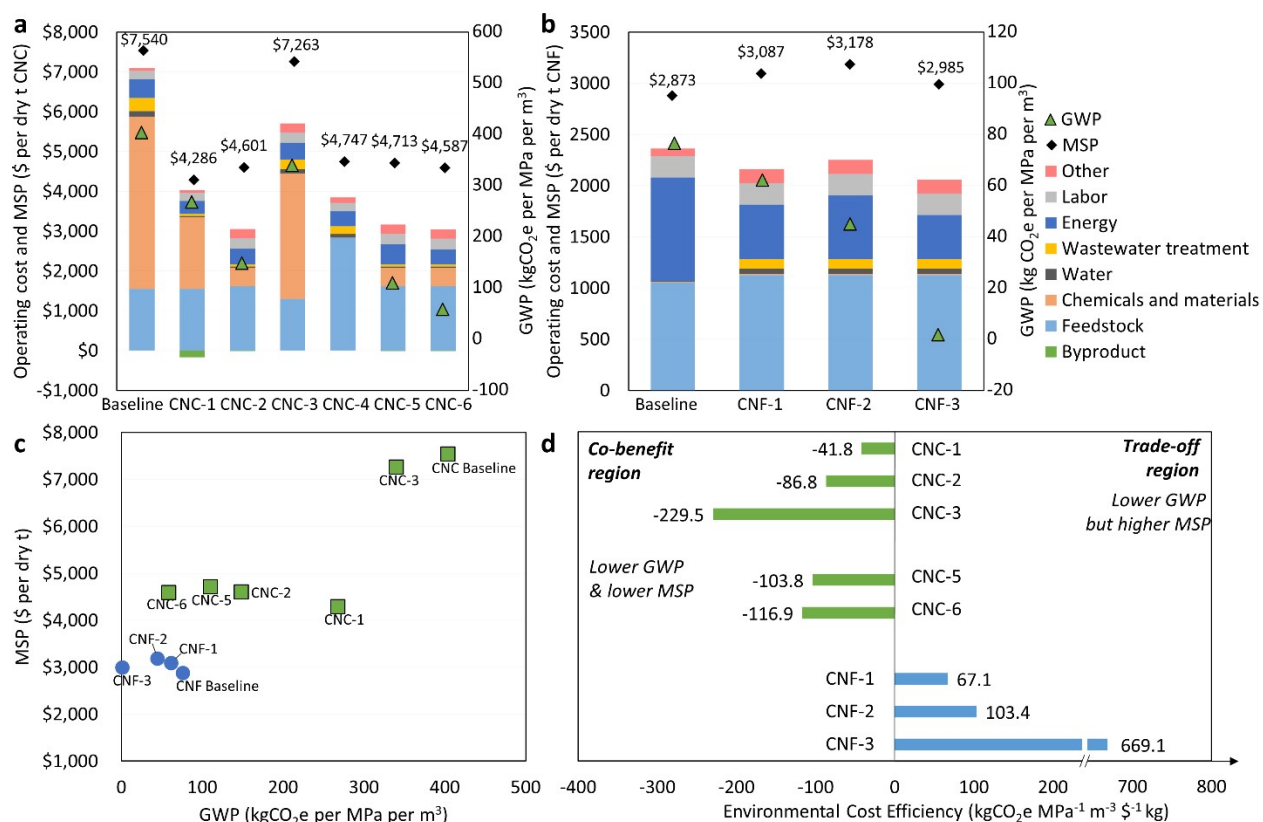 a
Operating cost and MSP ($ per dry t CNC)
$8,000
$7,000
$6,000
$5,000
$4,000
$3,000
$2,000
$1,000
$0
-$1,000
$7,540
$4,286
$4,601
$7,263
$4,747
$4,713
$4,587
600
500
400
300
200
100
0
-100
GWP (kgCO2e per MPa per m³)
Baseline CNC-1 CNC-2 CNC-3 CNC-4 CNC-5 CNC-6
b
Operating cost and MSP ($ per dry t CNF)
3500
3000
2500
2000
1500
1000
500
0
$2,873
$3,087
$3,178
$2,985
120
100
80
60
40
20
0
-20
GWP (kg CO2e per MPa per m³)
Baseline CNF-1 CNF-2 CNF-3
GWP
MSP
Other
Labor
Energy
Wastewater treatment
Water
Chemicals and materials
Feedstock
Byproduct
c
MSP ($ per dry t)
$8,000
$7,000
$6,000
$5,000
$4,000
$3,000
$2,000
$1,000
CNC-3
CNC Baseline
CNC-6
CNC-5
CNC-2
CNC-1
CNF-2
CNF-1
CNF-3
CNF Baseline
0 100 200 300 400 500
GWP (kgCO2e per MPa per m³)
d
Co-benefit
region
Lower GWP
& lower MSP
Trade-off
region
Lower GWP
but higher MSP
-41.8 CNC-1
-86.8 CNC-2
-229.5 CNC-3
-103.8 CNC-5
-116.9 CNC-6
CNF-1 67.1
CNF-2 103.4
CNF-3 669.1
-400 -300 -200 -100 0 100 200 700 800
Environmental Cost Efficiency (kgCO2e MPa⁻¹ m⁻³ $⁻¹ kg)